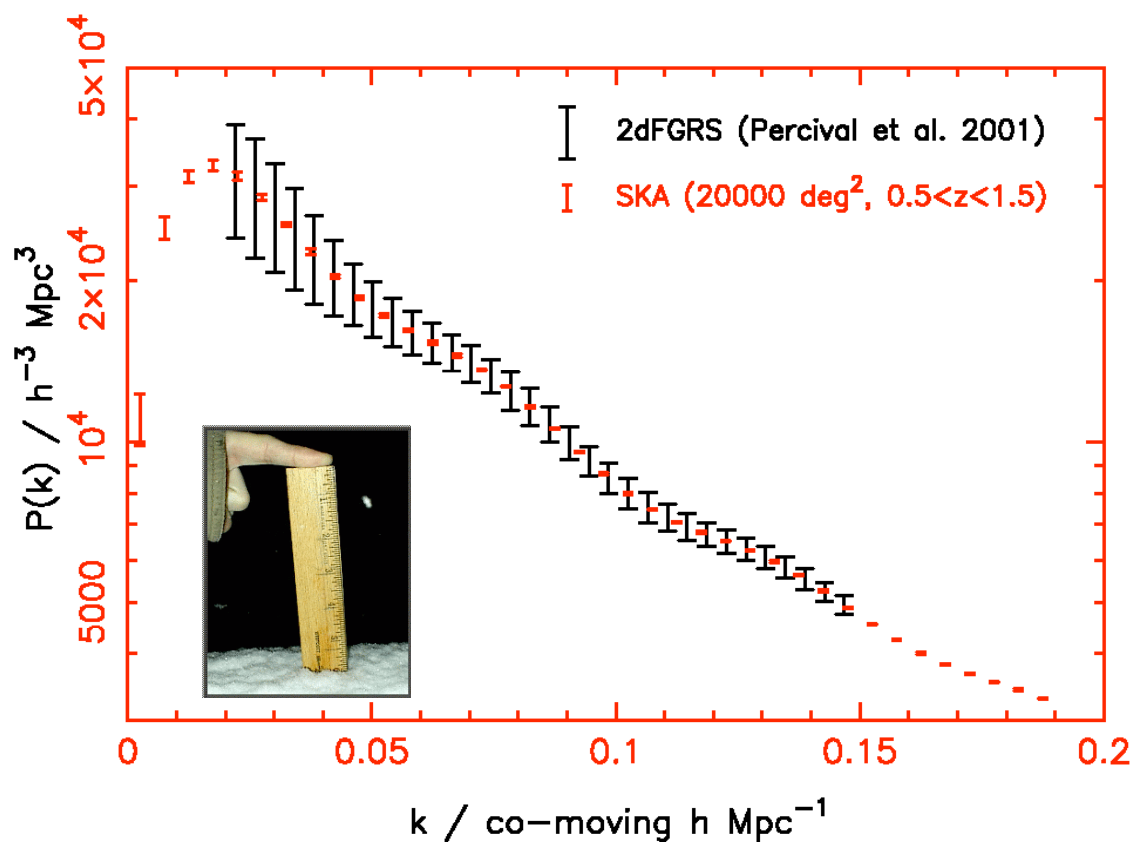 5×10⁴
2×10⁴
10⁴
5000
P(k) / h⁻³ Mpc³
2dFGRS (Percival et al. 2001)
SKA (20000 deg², 0.5<z<1.5)
0 0.05 0.1 0.15 0.2
k / co−moving h Mpc⁻¹